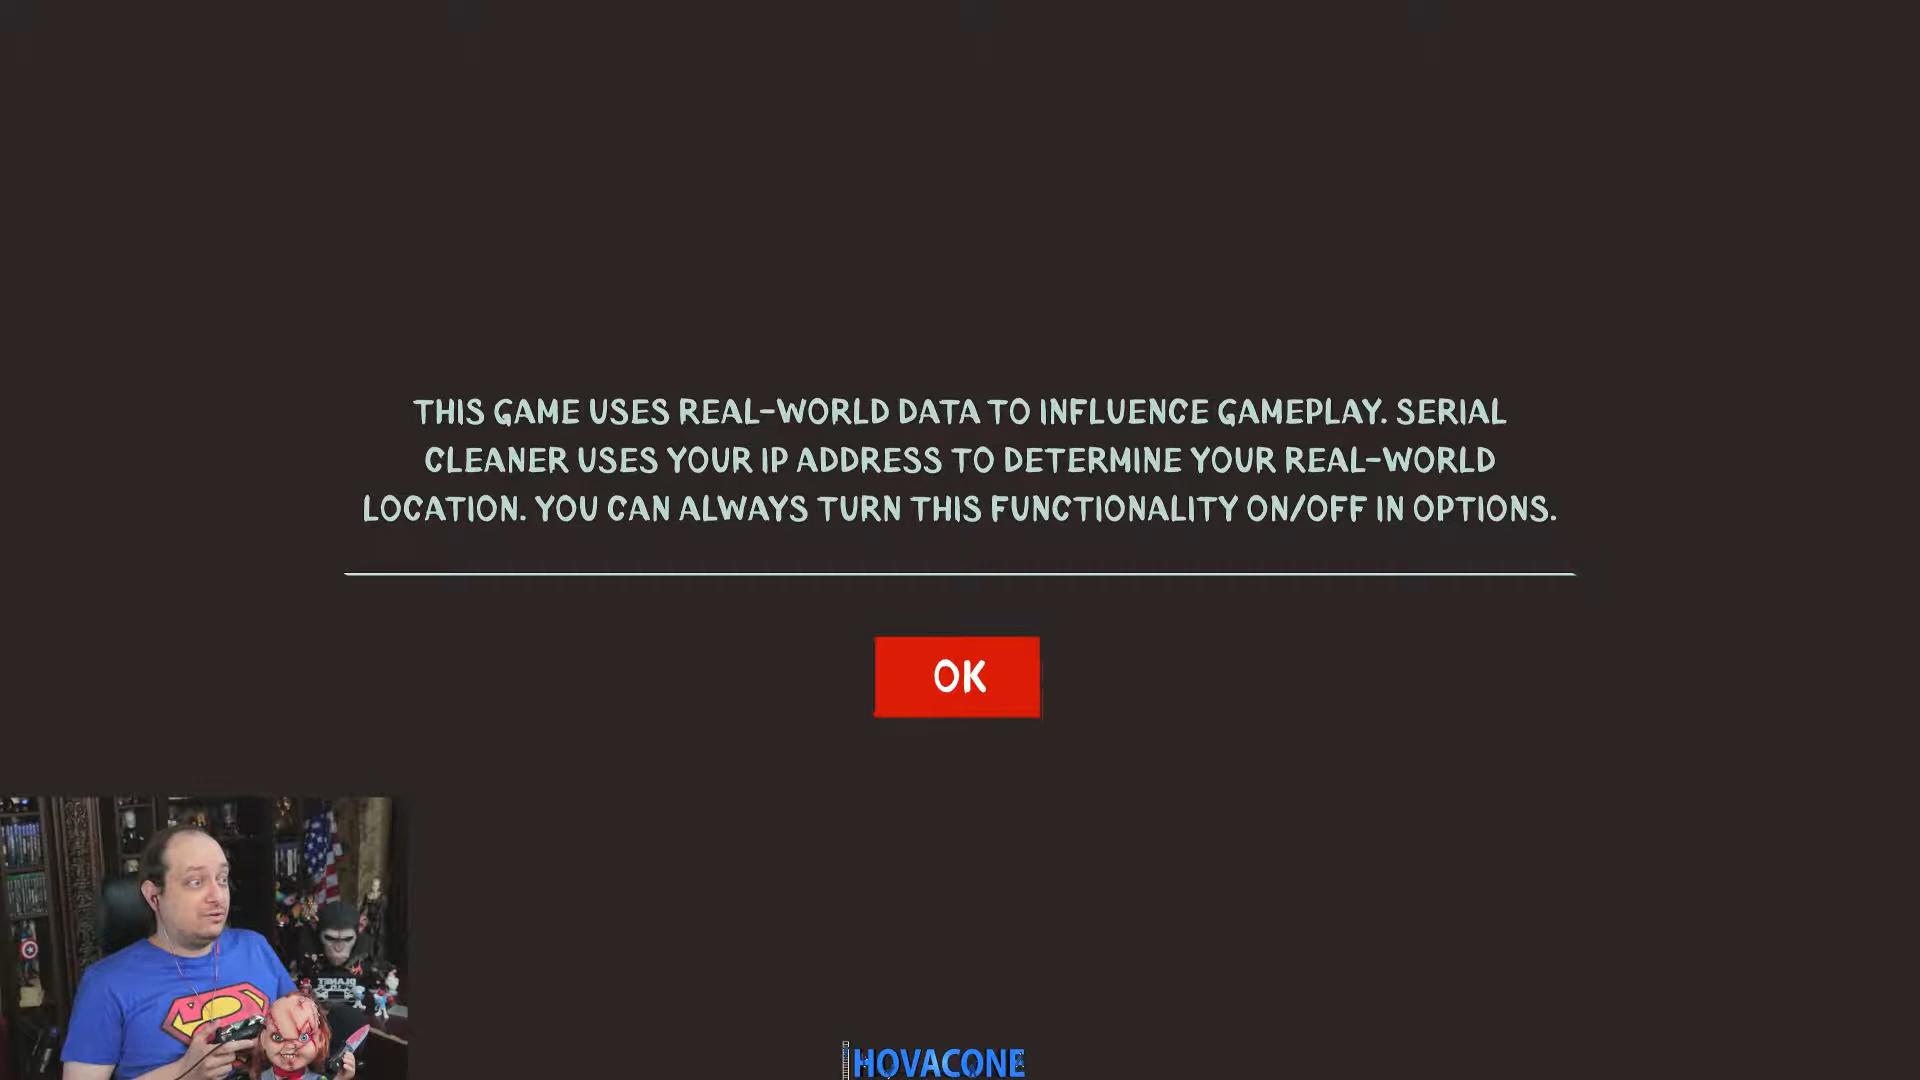 THIS GAME USES REAL-WORLD DATA TO INFLUENCE GAMEPLAY. SERIAL
CLEANER USES YOUR IP ADDRESS TO DETERMINE YOUR REAL-WORLD
LOCATION. YOU CAN ALWAYS TURN THIS FUNCTIONALITY ON/OFF IN OPTIONS.
OK
PLANET
HOVACONE